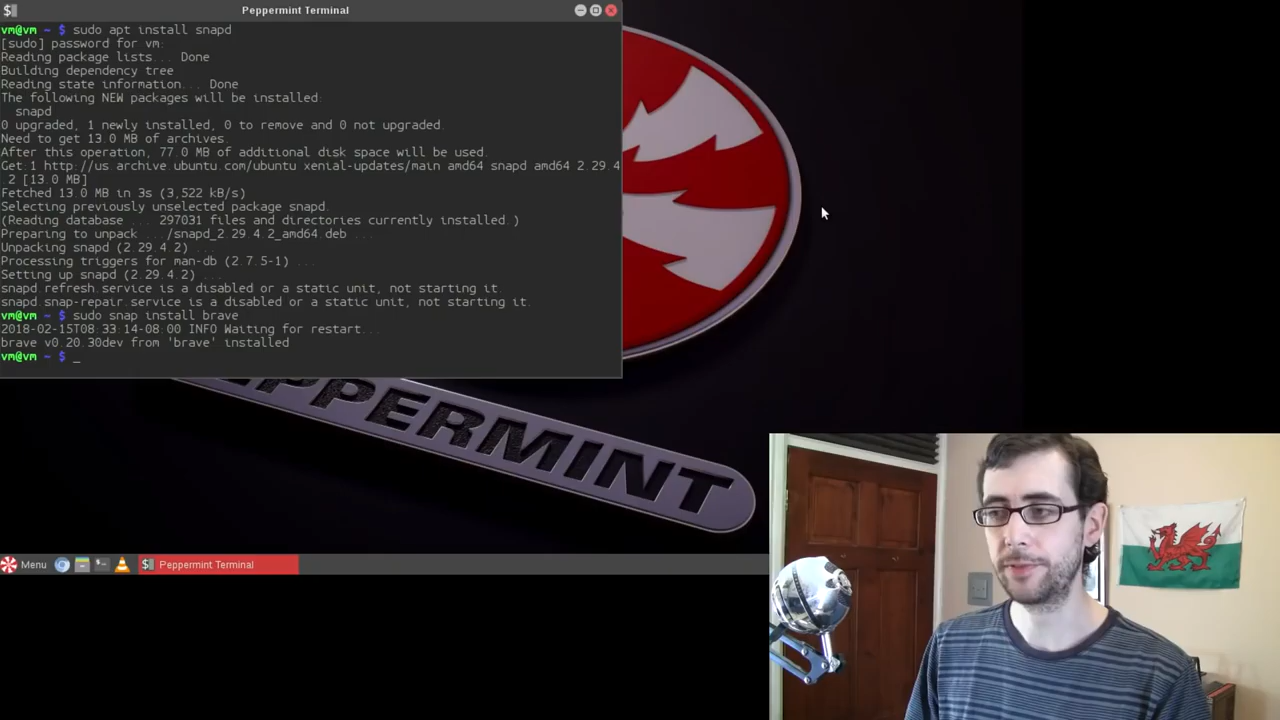 Peppermint Terminal
vm@vm ~ $ sudo apt install snapd
[sudo] password for vm:
Reading package lists... Done
Building dependency tree
Reading state information... Done
The following NEW packages will be installed:
snapd
0 upgraded, 1 newly installed, 0 to remove and 0 not upgraded.
Need to get 13.0 MB of archives.
After this operation, 77.0 MB of additional disk space will be used.
Get:1 http://us.archive.ubuntu.com/ubuntu xenial-updates/main amd64 snapd amd64 2.29.4
.2 [13.0 MB]
Fetched 13.0 MB in 3s (3,522 kB/s)
Selecting previously unselected package snapd.
(Reading database ... 297031 files and directories currently installed.)
Preparing to unpack .../snapd_2.29.4.2_amd64.deb ...
Unpacking snapd (2.29.4.2) ...
Processing triggers for man-db (2.7.5-1) ...
Setting up snapd (2.29.4.2) ...
snapd.refresh.service is a disabled or a static unit, not starting it.
snapd.snap-repair.service is a disabled or a static unit, not starting it.
vm@vm ~ $ sudo snap install brave
2018-02-15T08:33:14-08:00 INFO Waiting for restart...
brave v0.20.30dev from 'brave' installed
vm@vm ~ $ _
PEPPERMINT
Menu
Peppermint Terminal